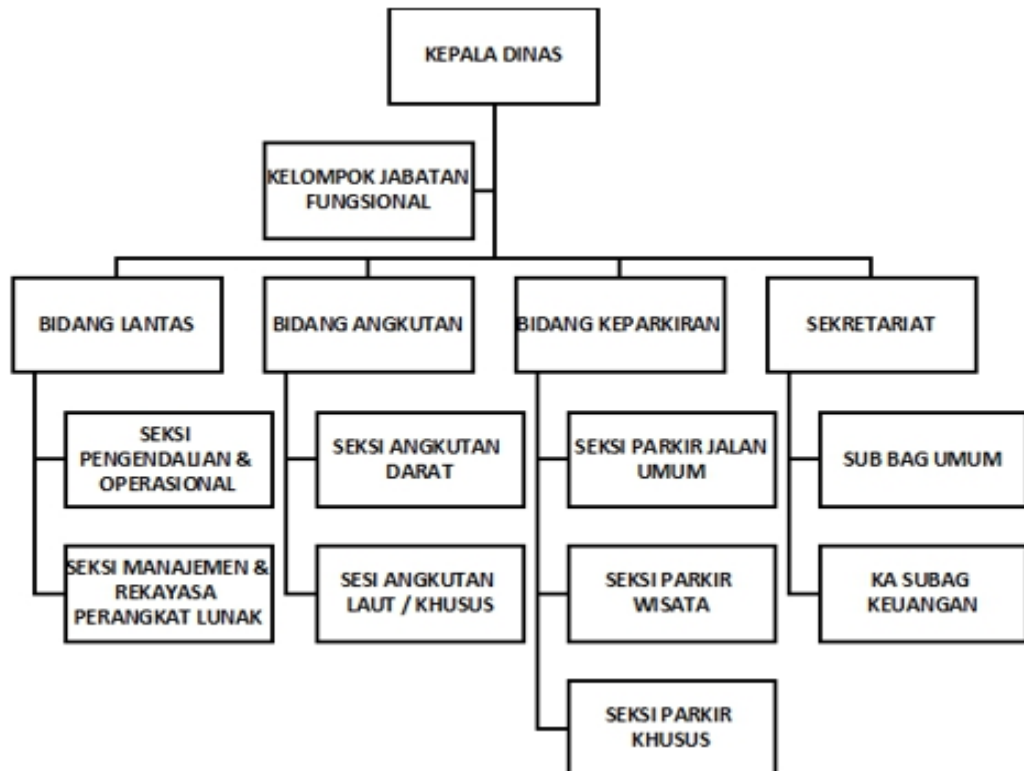 KEPALA DINAS
KELOMPOK JABATAN
FUNGSIONAL
BIDANG LANTAS
BIDANG ANGKUTAN
BIDANG KEPARKIRAN
SEKRETARIAT
SEKSI
PENGENDALIAN &
OPERASIONAL
SEKSI MANAJEMEN &
REKAYASA
PERANGKAT LUNAK
SEKSI ANGKUTAN
DARAT
SESI ANGKUTAN
LAUT / KHUSUS
SEKSI PARKIR JALAN
UMUM
SEKSI PARKIR
WISATA
SEKSI PARKIR
KHUSUS
SUB BAG UMUM
KA SUBAG
KEUANGAN